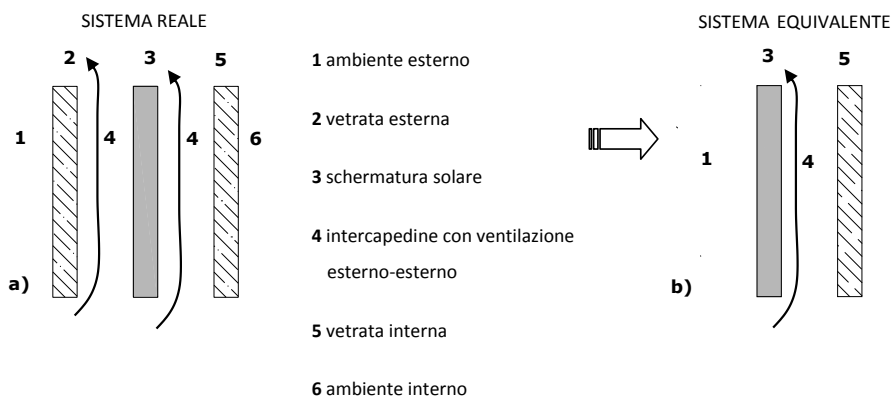 SISTEMA REALE
2 3 5
1 4 4 6
a)
1 ambiente esterno
2 vetrata esterna
3 schermatura solare
4 intercapedine con ventilazione
esterno-esterno
5 vetrata interna
6 ambiente interno
SISTEMA EQUIVALENTE
3 5
1 4
b)